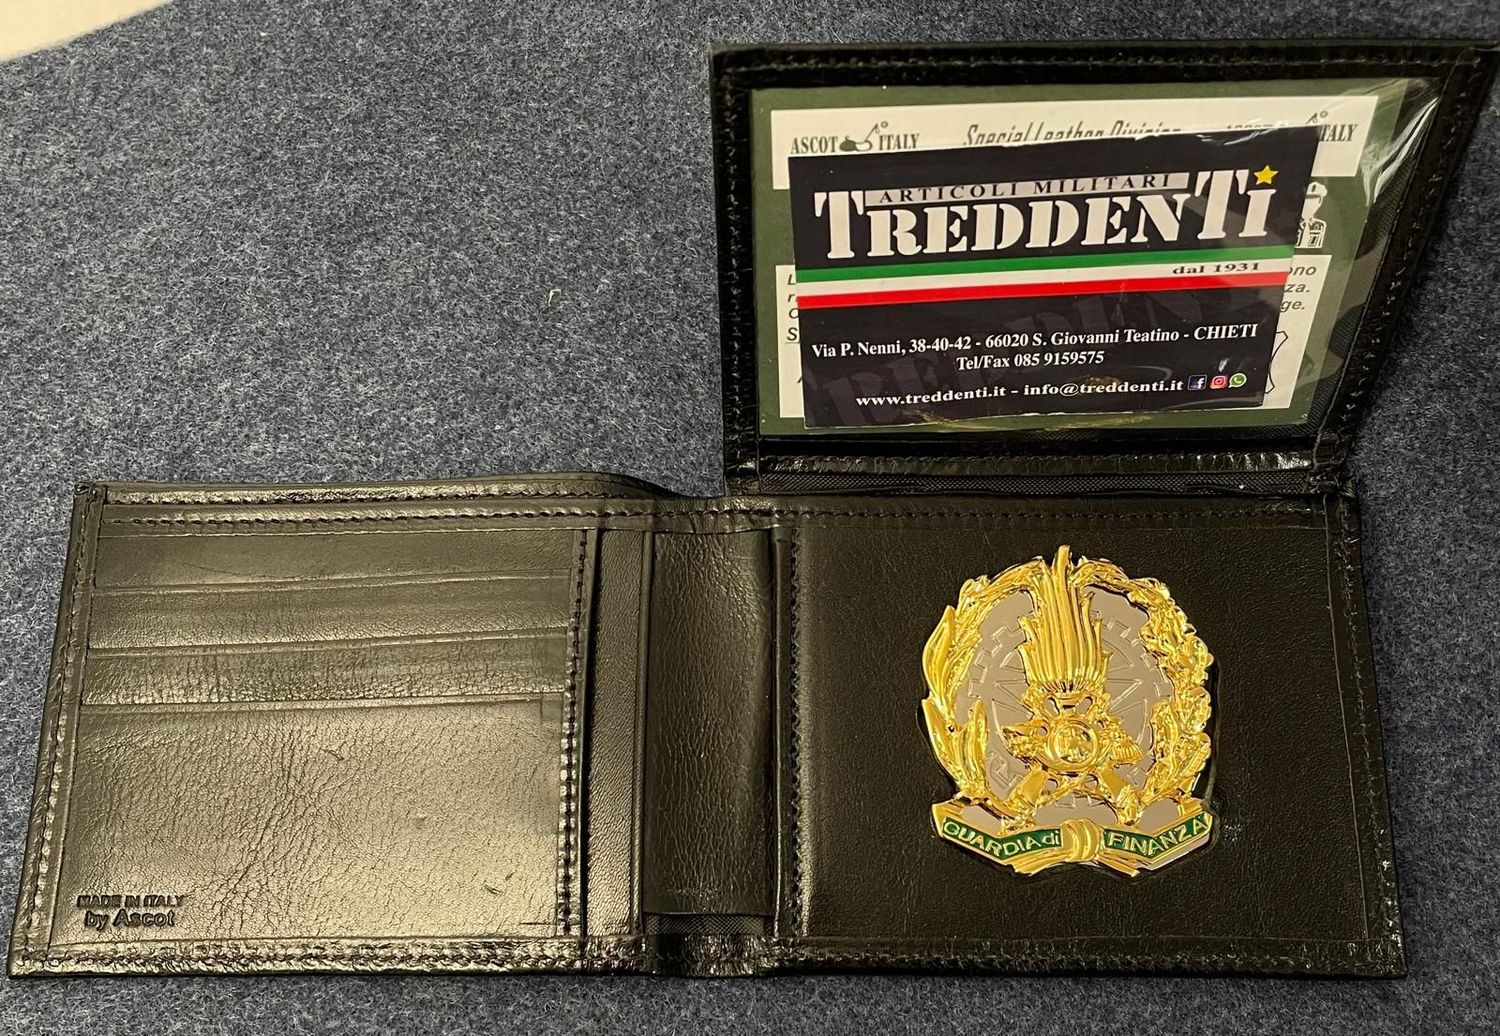 ASCOT ITALY Special Leather Division ITALY
ARTICOLI MILITARI
TREDDENTI
dal 1931
Via P. Nenni, 38-40-42 - 66020 S. Giovanni Teatino - CHIETI
Tel/Fax 085 9159575
www.treddenti.it - info@treddenti.it
GUARDIA di FINANZA
MADE IN ITALY
by Ascot